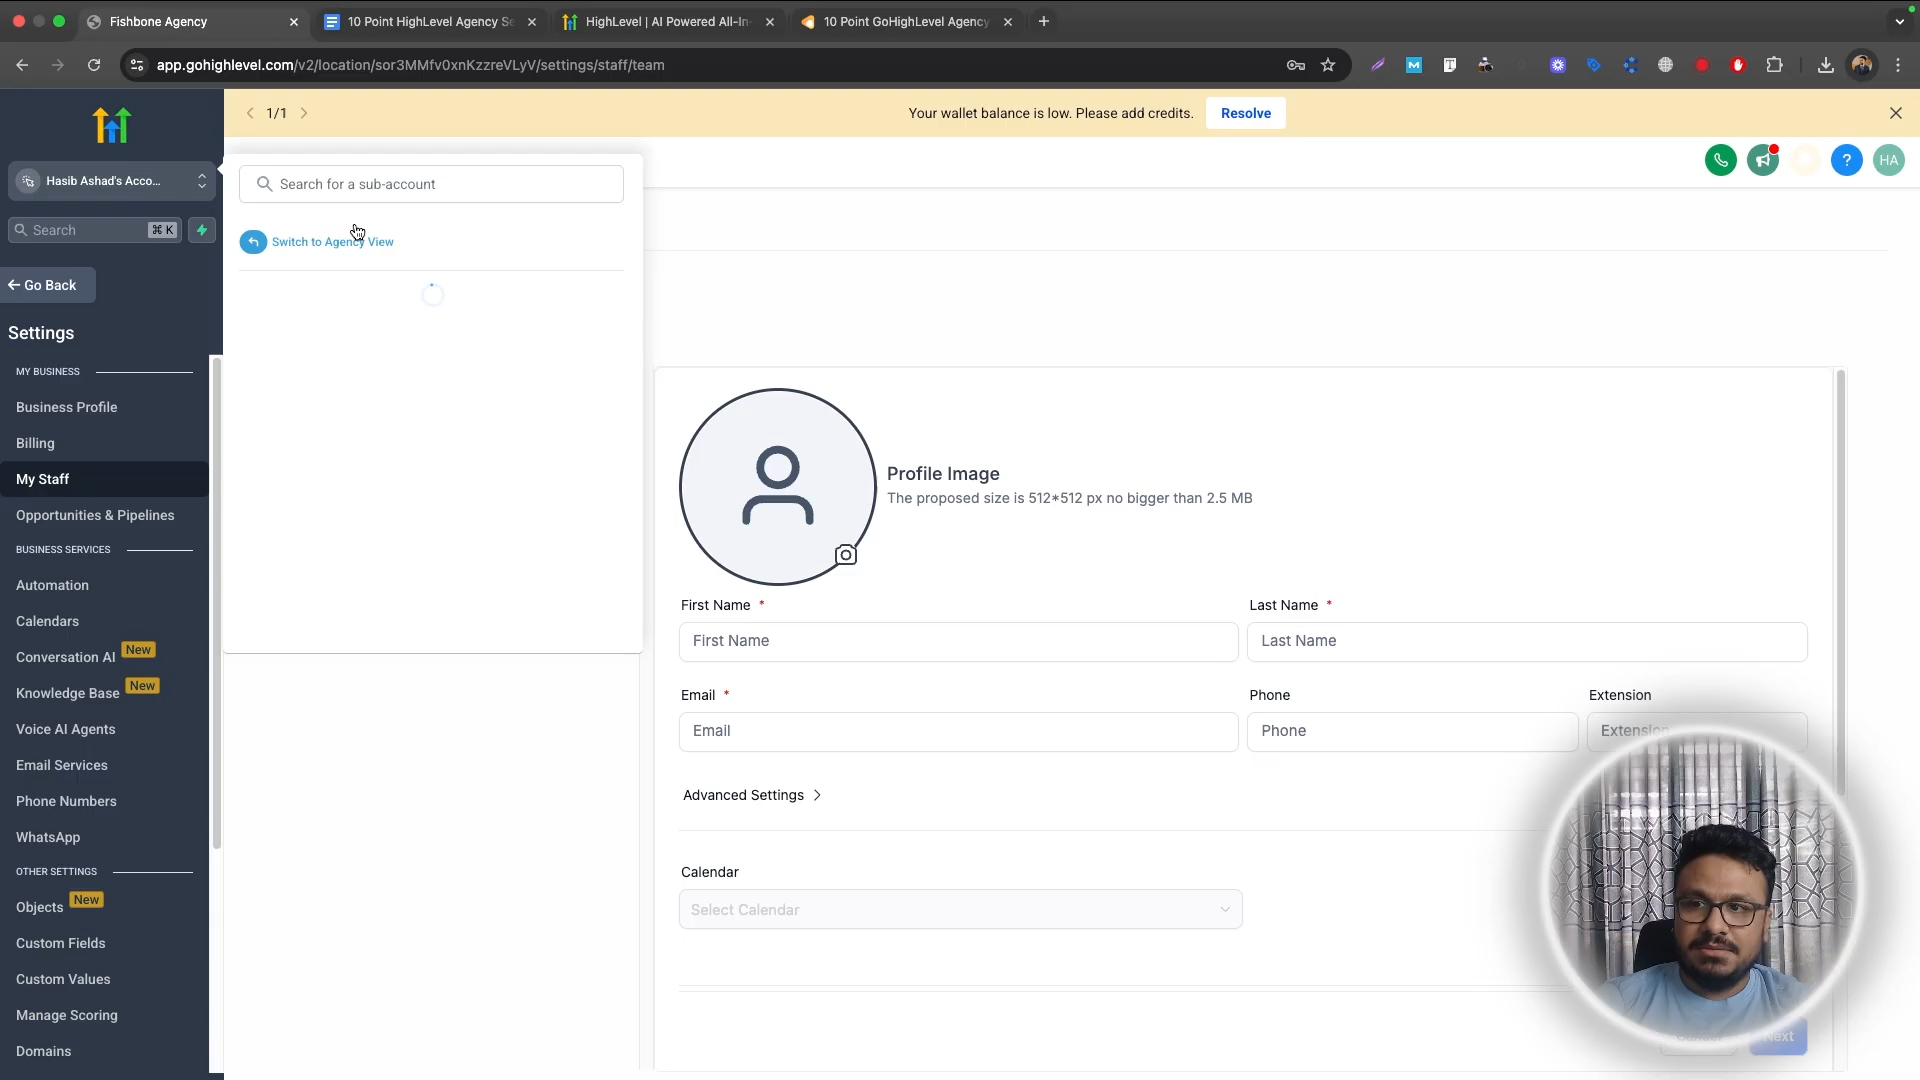 Fishbone Agency
10 Point HighLevel Agency Se
HighLevel | AI Powered All-In-
10 Point GoHighLevel Agency
app.gohighlevel.com/v2/location/sor3MMfv0xnKzzreVLyV/settings/staff/team
1/1
Your wallet balance is low. Please add credits.
Resolve
Hasib Ashad's Acco...
Search for a sub-account
HA
Search
⌘ K
Switch to Agency View
Go Back
Settings
MY BUSINESS
Business Profile
Billing
My Staff
Opportunities & Pipelines
BUSINESS SERVICES
Automation
Calendars
Conversation AI New
Knowledge Base New
Voice AI Agents
Email Services
Phone Numbers
WhatsApp
OTHER SETTINGS
Objects New
Custom Fields
Custom Values
Manage Scoring
Domains
Profile Image
The proposed size is 512*512 px no bigger than 2.5 MB
First Name *
Last Name *
First Name
Last Name
Email *
Phone
Extension
Email
Phone
Extension
Advanced Settings
Calendar
Select Calendar
Next